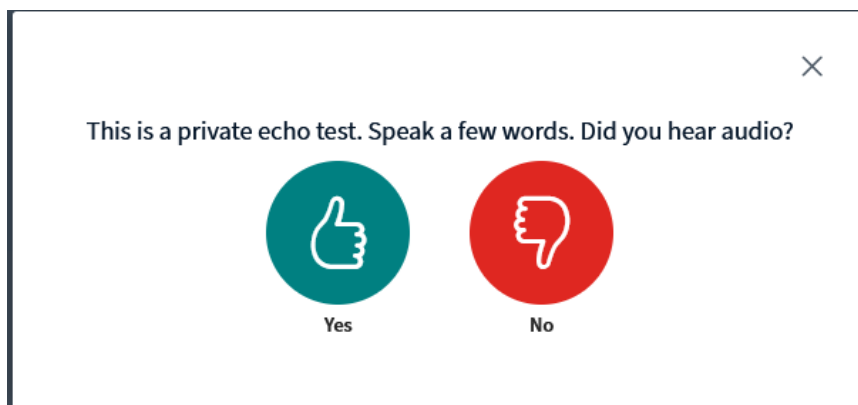 This is a private echo test. Speak a few words. Did you hear audio?
Yes
No